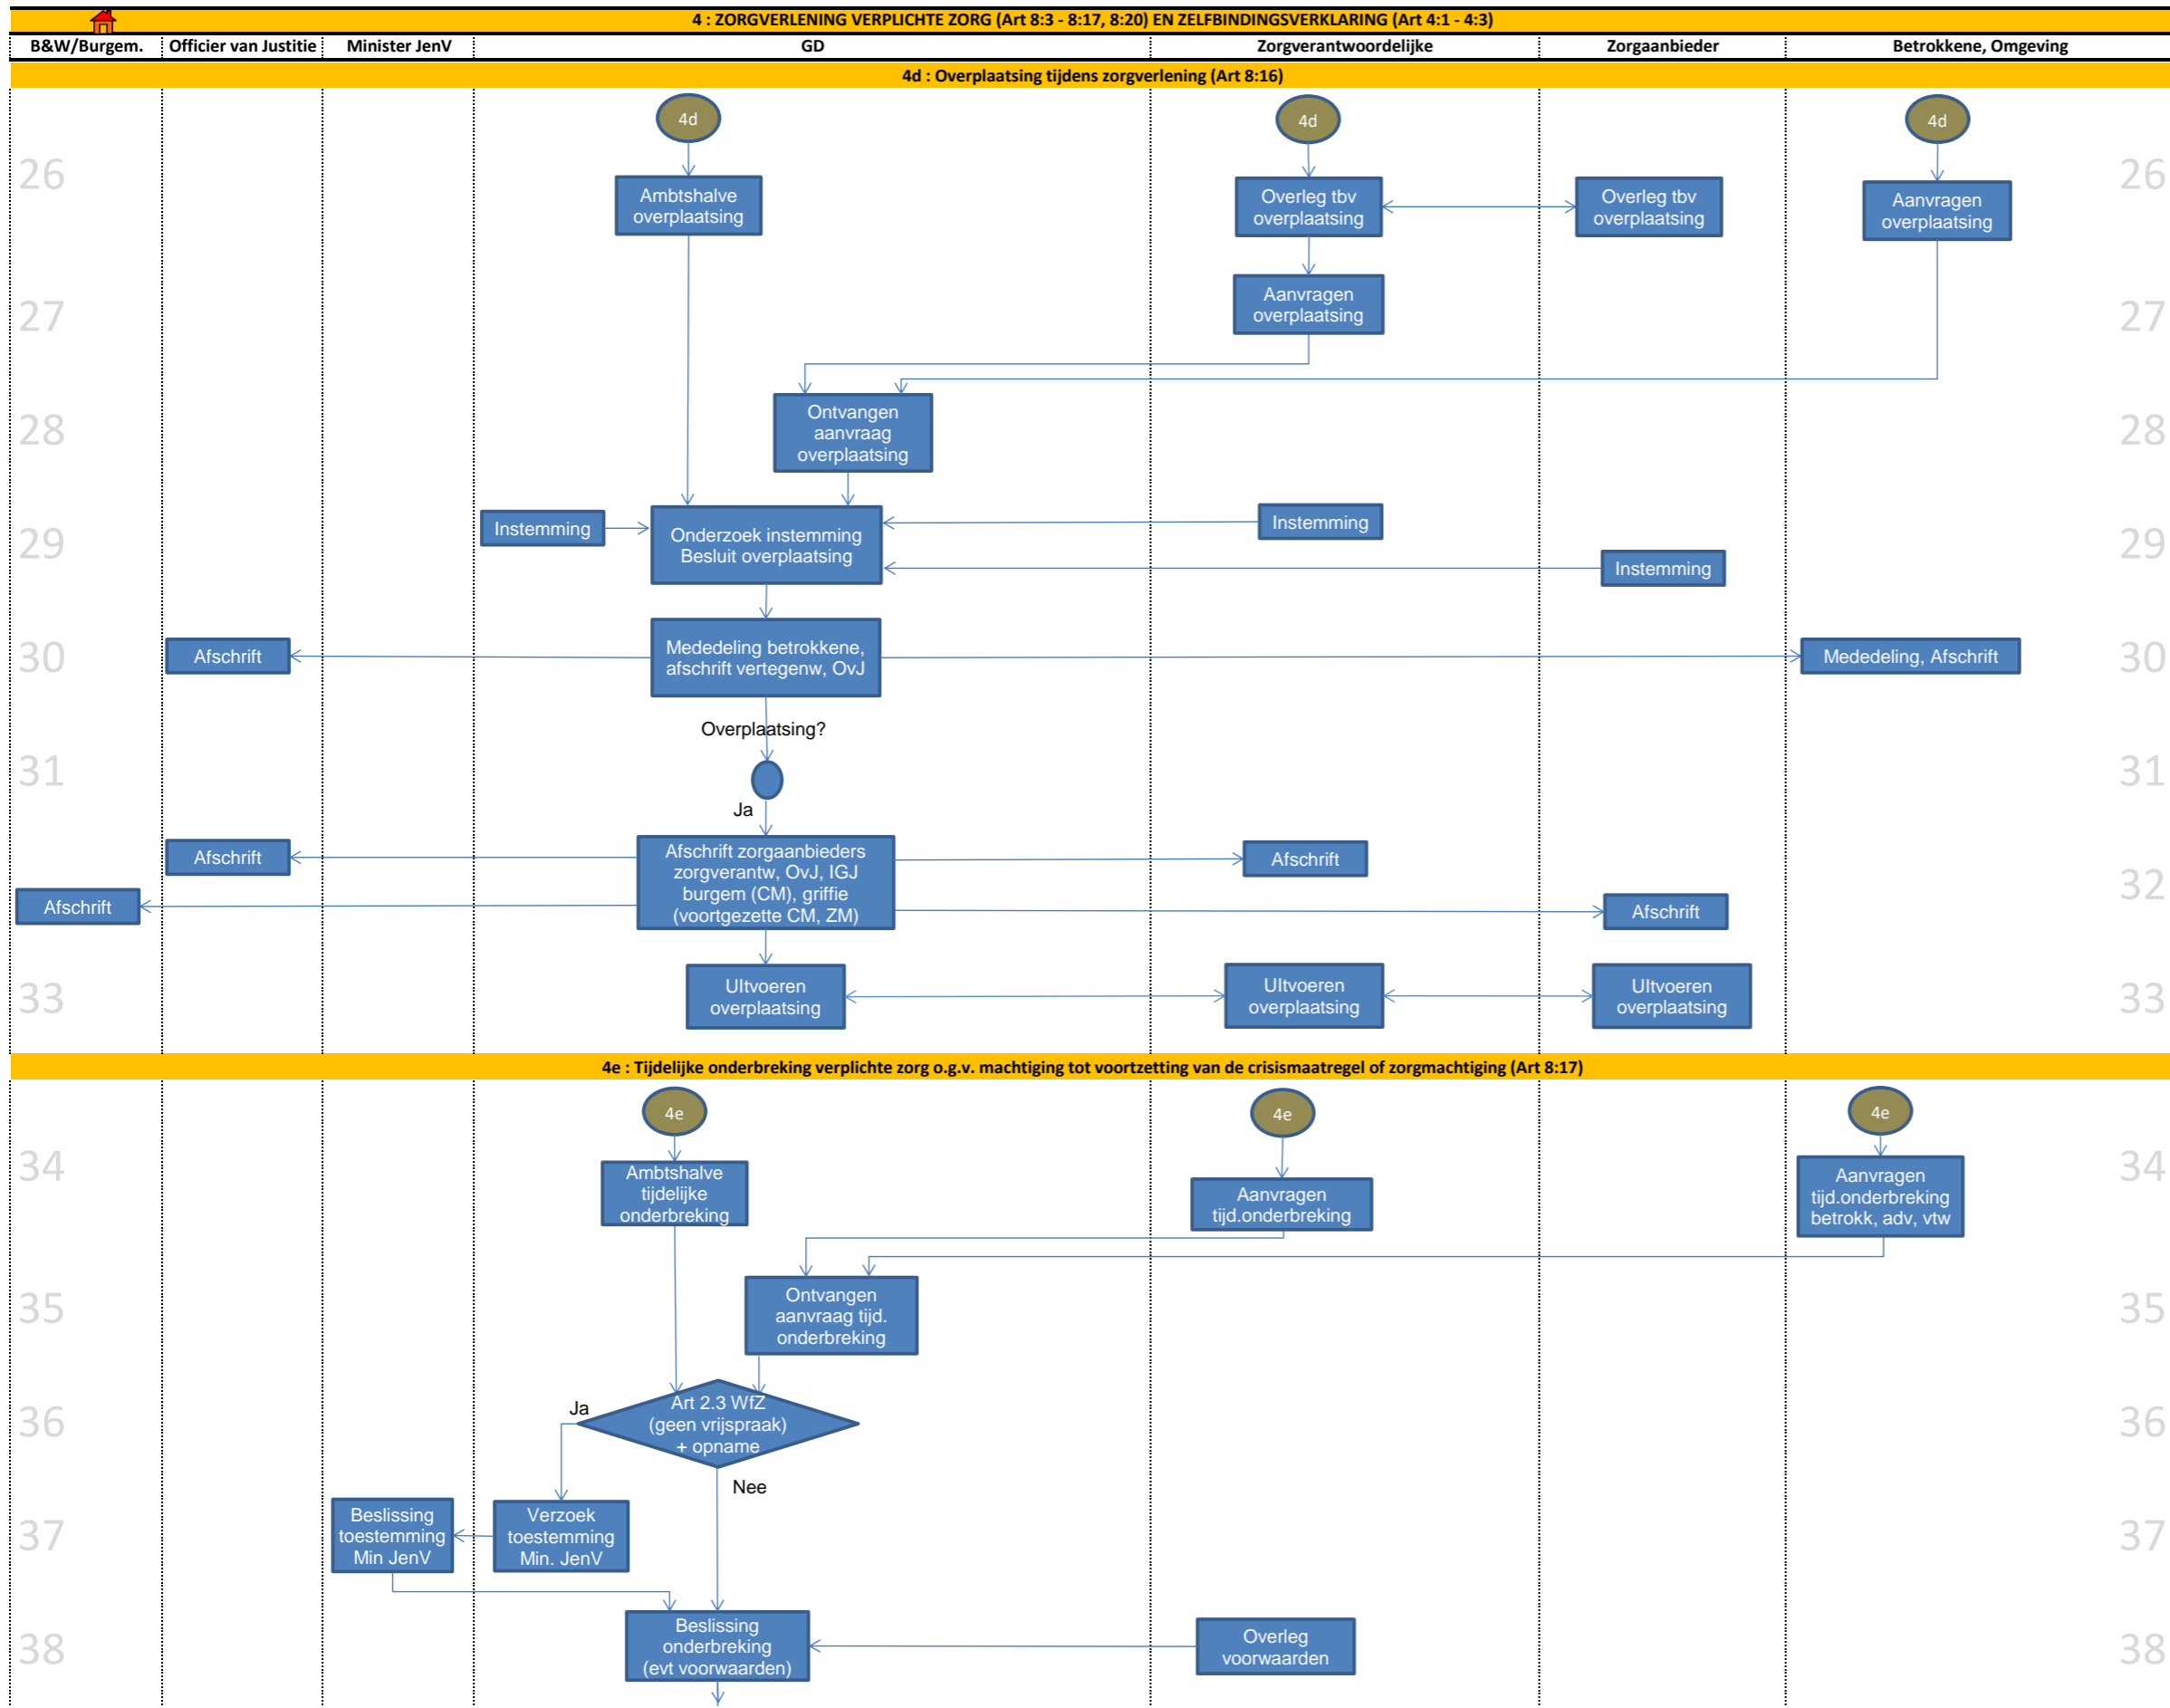 4 : ZORGVERLENING VERPLICHTE ZORG (Art 8:3 - 8:17, 8:20) EN ZELFBINDINGSVERKLARING (Art 4:1 - 4:3)
B&W/Burgem. Officier van Justitie Minister JenV GD Zorgverantwoordelijke Zorgaanbieder Betrokkene, Omgeving
4d : Overplaatsing tijdens zorgverlening (Art 8:16)
4d 4d 4d
26 26
Ambtshalve
overplaatsing
Overleg tbv
overplaatsing
Overleg tbv
overplaatsing
Aanvragen
overplaatsing
27 27
Aanvragen
overplaatsing
28 28
Ontvangen
aanvraag
overplaatsing
29 29
Instemming
Onderzoek instemming
Besluit overplaatsing
Instemming
Instemming
30 30
Afschrift
Mededeling betrokkene,
afschrift vertegenw, OvJ
Mededeling, Afschrift
Overplaatsing?
31 31
Ja
Afschrift
Afschrift zorgaanbieders
zorgverantw, OvJ, IGJ
burgem (CM), griffie
(voortgezette CM, ZM)
Afschrift
32 32
Afschrift
Afschrift
33 33
UItvoeren
overplaatsing
UItvoeren
overplaatsing
UItvoeren
overplaatsing
4e : Tijdelijke onderbreking verplichte zorg o.g.v. machtiging tot voortzetting van de crisismaatregel of zorgmachtiging (Art 8:17)
4e 4e 4e
34 34
Ambtshalve
tijdelijke
onderbreking
Aanvragen
tijd.onderbreking
Aanvragen
tijd.onderbreking
betrokk, adv, vtw
35 35
Ontvangen
aanvraag tijd.
onderbreking
36 36
Ja
Art 2.3 WfZ
(geen vrijspraak)
+ opname
Nee
37 37
Beslissing
toestemming
Min JenV
Verzoek
toestemming
Min. JenV
38 38
Beslissing
onderbreking
(evt voorwaarden)
Overleg
voorwaarden